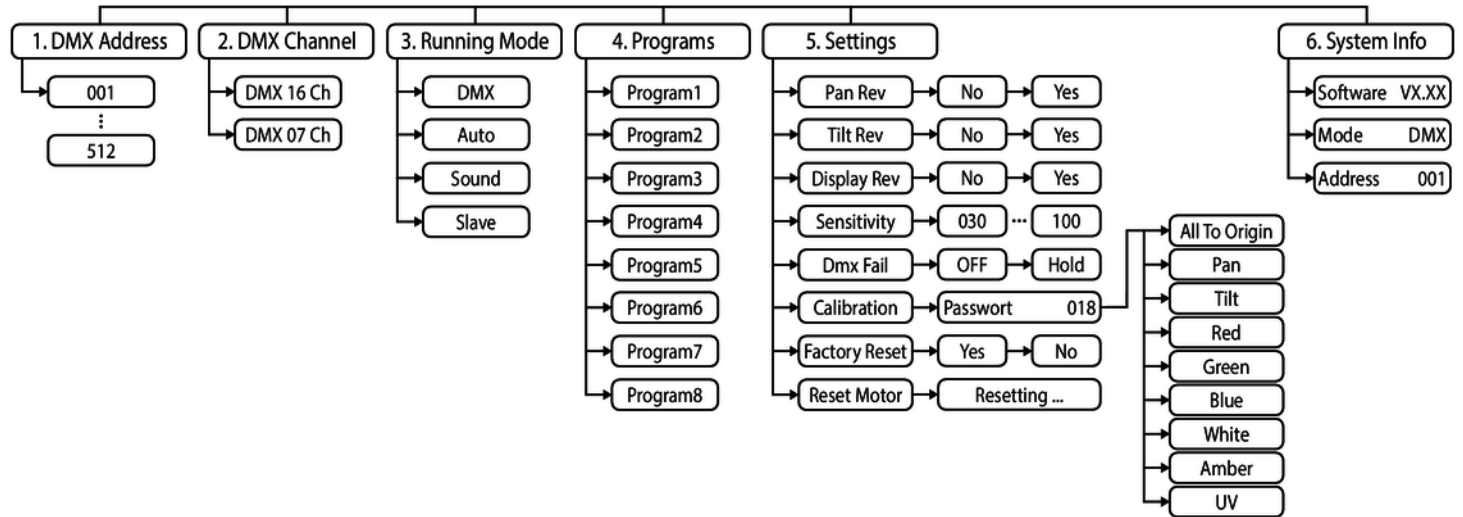 1. DMX Address
001
⋮
512
2. DMX Channel
DMX 16 Ch
DMX 07 Ch
3. Running Mode
DMX
Auto
Sound
Slave
4. Programs
Program1
Program2
Program3
Program4
Program5
Program6
Program7
Program8
5. Settings
Pan Rev No Yes
Tilt Rev No Yes
Display Rev No Yes
Sensitivity 030 ... 100
Dmx Fail OFF Hold
Calibration Passwort 018
Factory Reset Yes No
Reset Motor Resetting ...
All To Origin
Pan
Tilt
Red
Green
Blue
White
Amber
UV
6. System Info
Software VX.XX
Mode DMX
Address 001